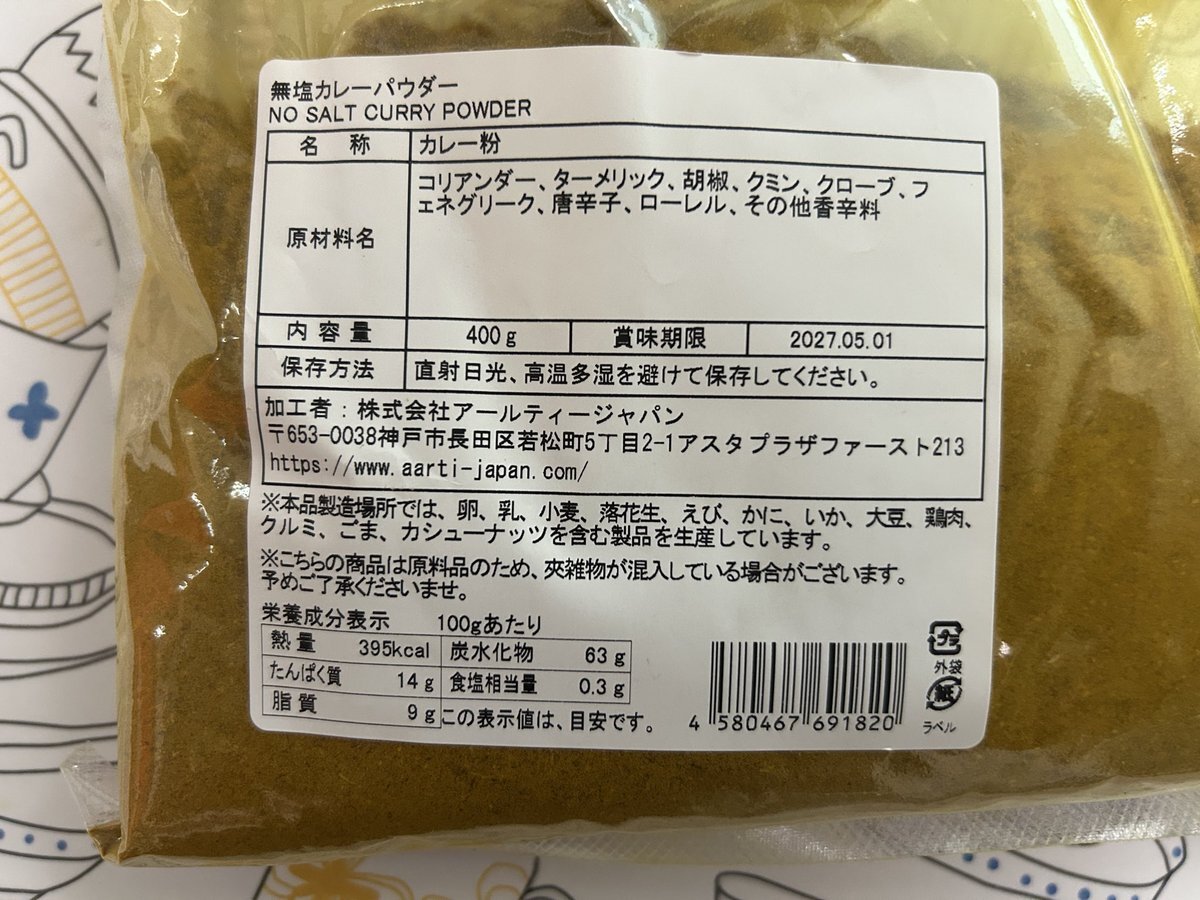 無塩カレーパウダー
NO SALT CURRY POWDER
名 称 カレー粉
原材料名 コリアンダー、ターメリック、胡椒、クミン、クローブ、フ
ェネグリーク、唐辛子、ローレル、その他香辛料
内容量 400g 賞味期限 2027.05.01
保存方法 直射日光、高温多湿を避けて保存してください。
加工者：株式会社アールティージャパン
〒653-0038神戸市長田区若松町5丁目2-1アスタプラザファースト213
https://www.aarti-japan.com/
※本品製造場所では、卵、乳、小麦、落花生、えび、かに、いか、大豆、鶏肉、
クルミ、ごま、カシューナッツを含む製品を生産しています。
※こちらの商品は原料品のため、夾雑物が混入している場合がございます。
予めご了承くださいませ。
栄養成分表示 100gあたり
熱量 395kcal 炭水化物 63g
たんぱく質 14g 食塩相当量 0.3g
脂質 9g この表示値は、目安です。
4 580467 691820
プラ
外袋
紙
ラベル